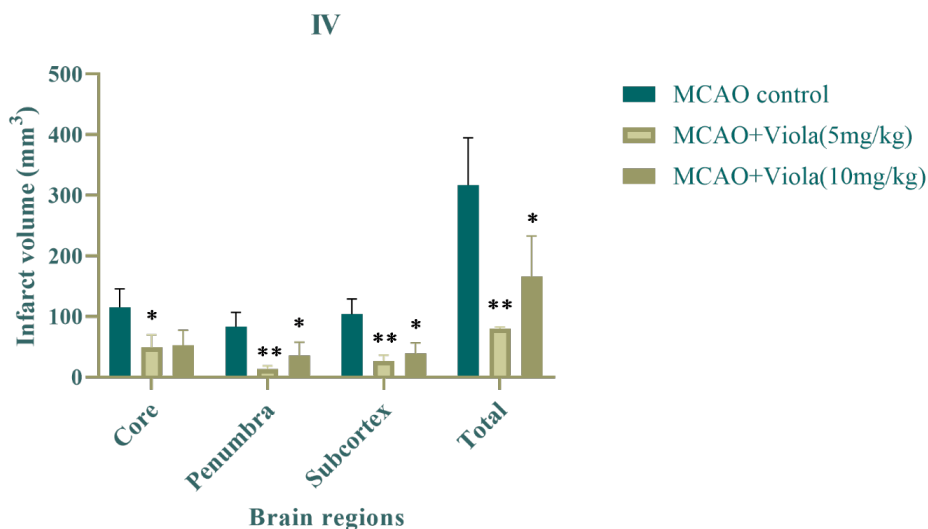 IV
Infarct volume (mm³)
500
400
300
200
100
0
*
**
*
**
*
**
*
Core
Penumbra
Subcortex
Total
Brain regions
MCAO control
MCAO+Viola(5mg/kg)
MCAO+Viola(10mg/kg)